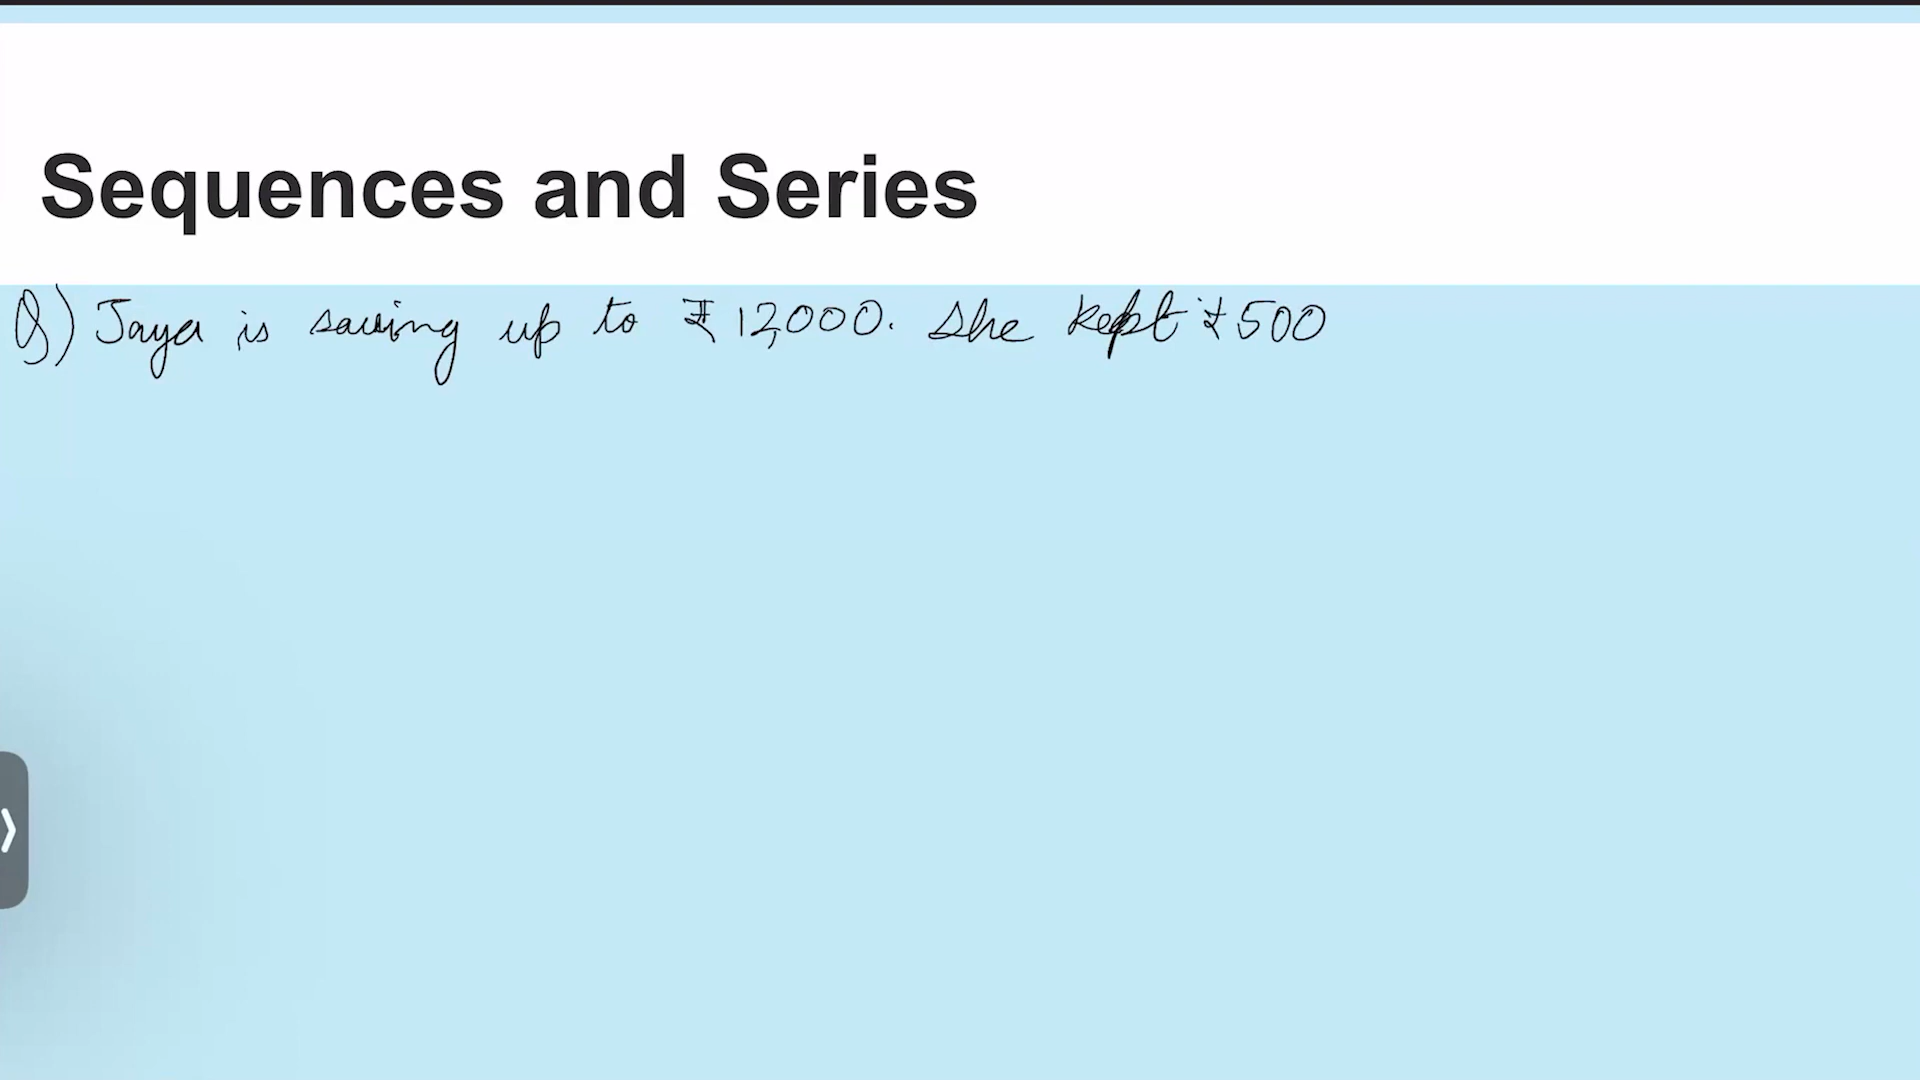 Sequences and Series
Q) Jaya is saving up to ₹ 12,000. She kept ₹ 500